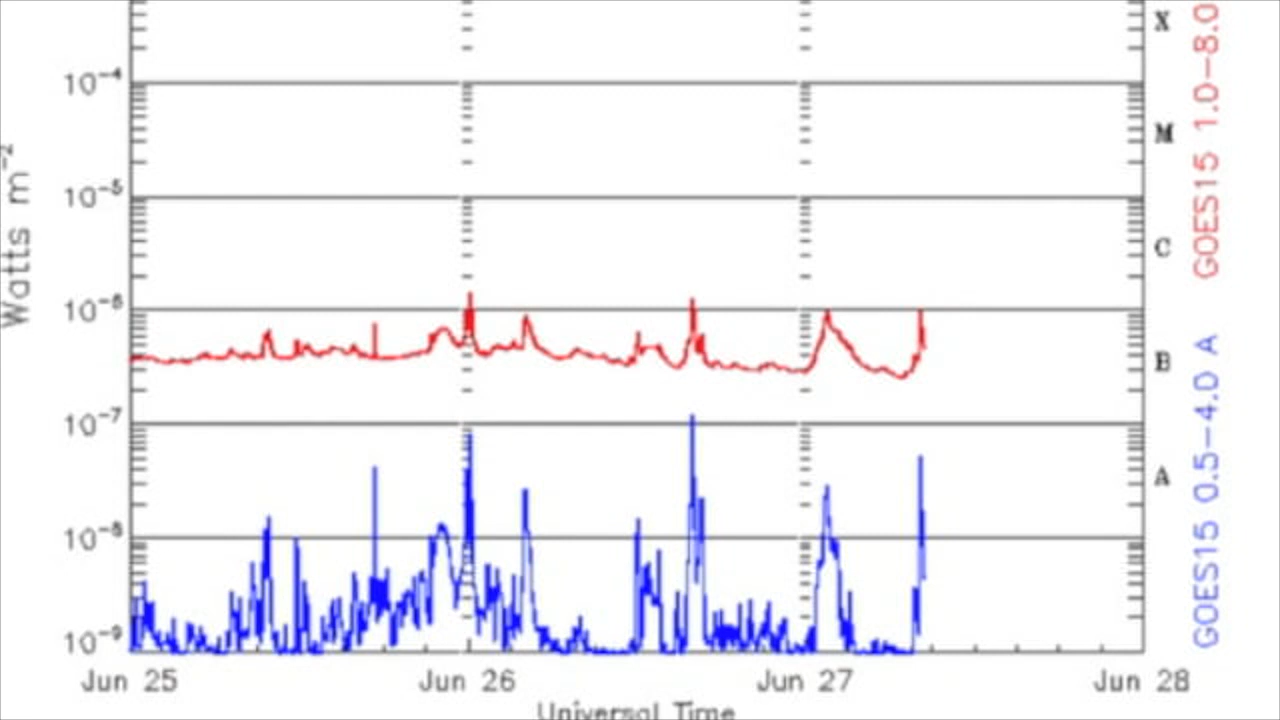 X
10⁻⁴
M
10⁻⁵
C
10⁻⁶
B
10⁻⁷
A
10⁻⁸
10⁻⁹
Jun 25 Jun 26 Jun 27 Jun 28
Universal Time
Watts m⁻²
GOES15 1.0–8.0
GOES15 0.5–4.0 A